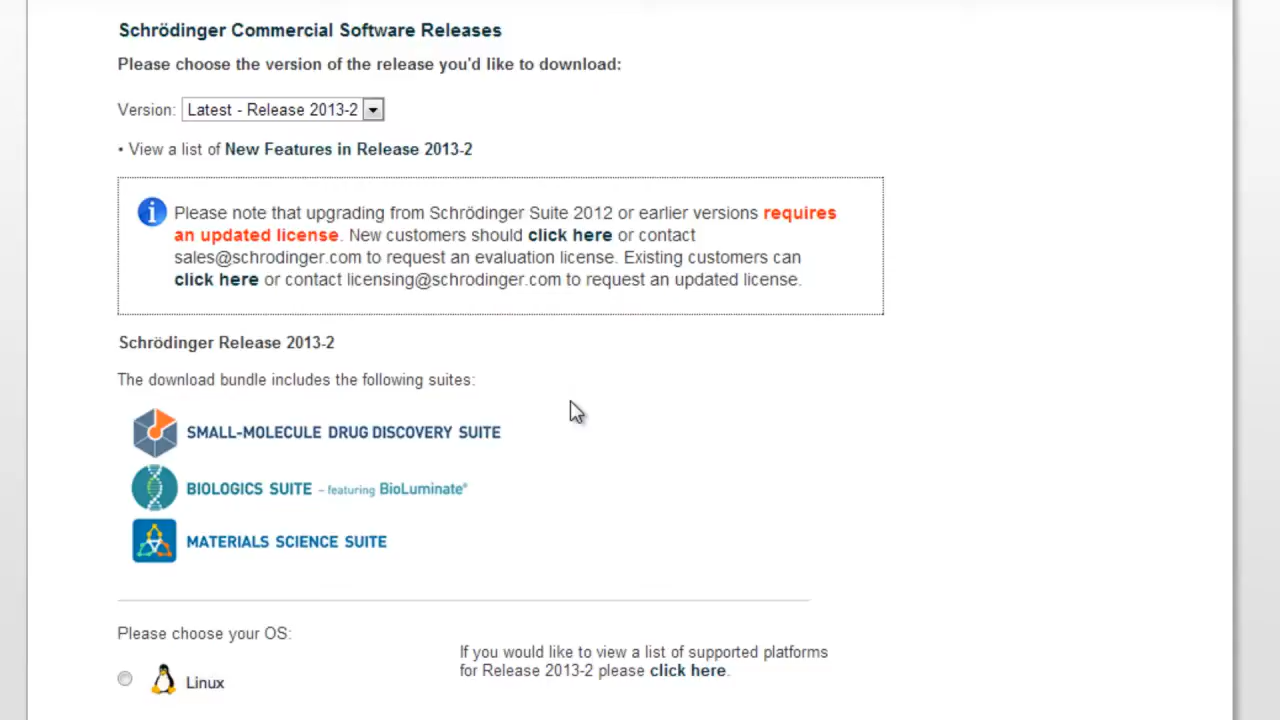 Schrödinger Commercial Software Releases
Please choose the version of the release you'd like to download:
Version: Latest - Release 2013-2
• View a list of New Features in Release 2013-2
Please note that upgrading from Schrödinger Suite 2012 or earlier versions requires
an updated license. New customers should click here or contact
sales@schrodinger.com to request an evaluation license. Existing customers can
click here or contact licensing@schrodinger.com to request an updated license.
Schrödinger Release 2013-2
The download bundle includes the following suites:
SMALL-MOLECULE DRUG DISCOVERY SUITE
BIOLOGICS SUITE – featuring BioLuminate®
MATERIALS SCIENCE SUITE
Please choose your OS:
If you would like to view a list of supported platforms
for Release 2013-2 please click here.
Linux